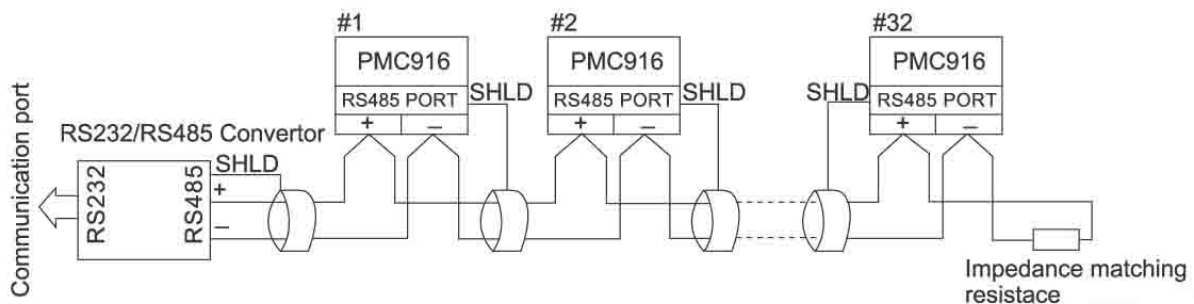 #1
#2
#32
PMC916
PMC916
PMC916
RS485 PORT
SHLD
RS485 PORT
SHLD
SHLD
RS485 PORT
+
−
+
−
+
−
RS232/RS485 Convertor
SHLD
+
−
RS232
RS485
Communication port
Impedance matching
resistace